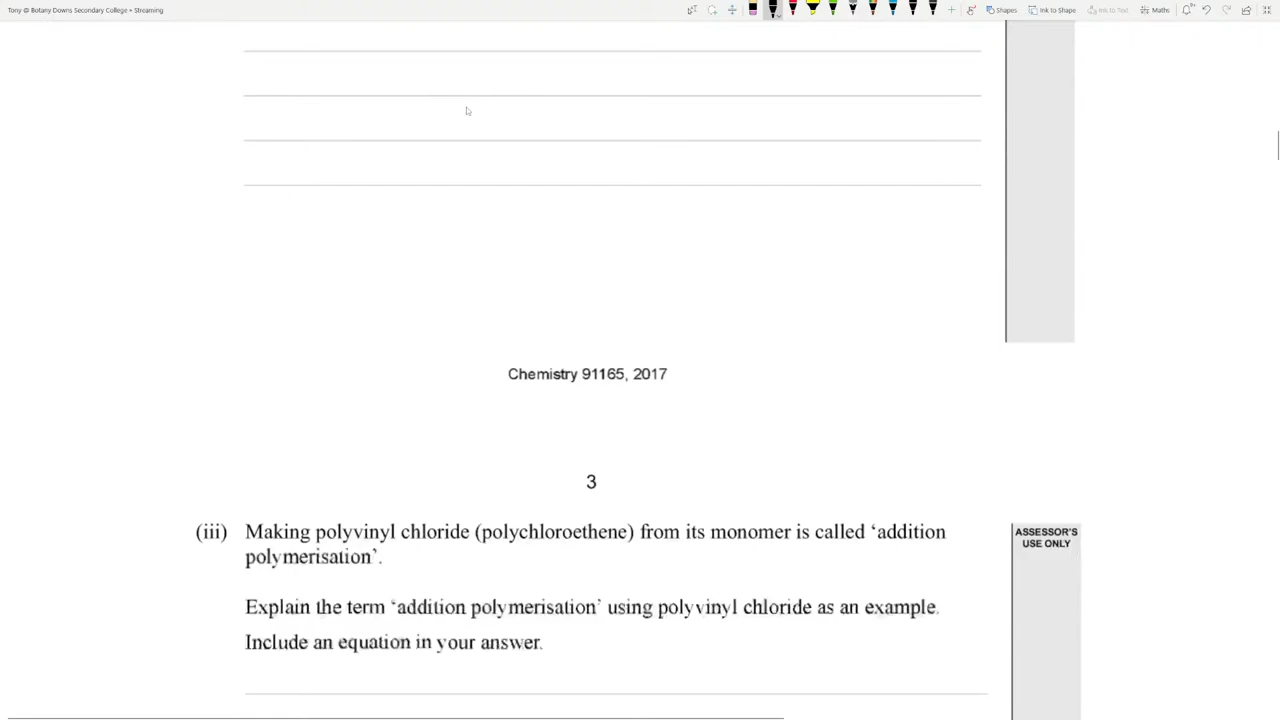 Tony @ Botany Downs Secondary College » Streaming
Shapes Ink to Shape Ink to Text Maths
Chemistry 91165, 2017
3
(iii) Making polyvinyl chloride (polychloroethene) from its monomer is called ‘addition
polymerisation’.
ASSESSOR'S
USE ONLY
Explain the term ‘addition polymerisation’ using polyvinyl chloride as an example.
Include an equation in your answer.